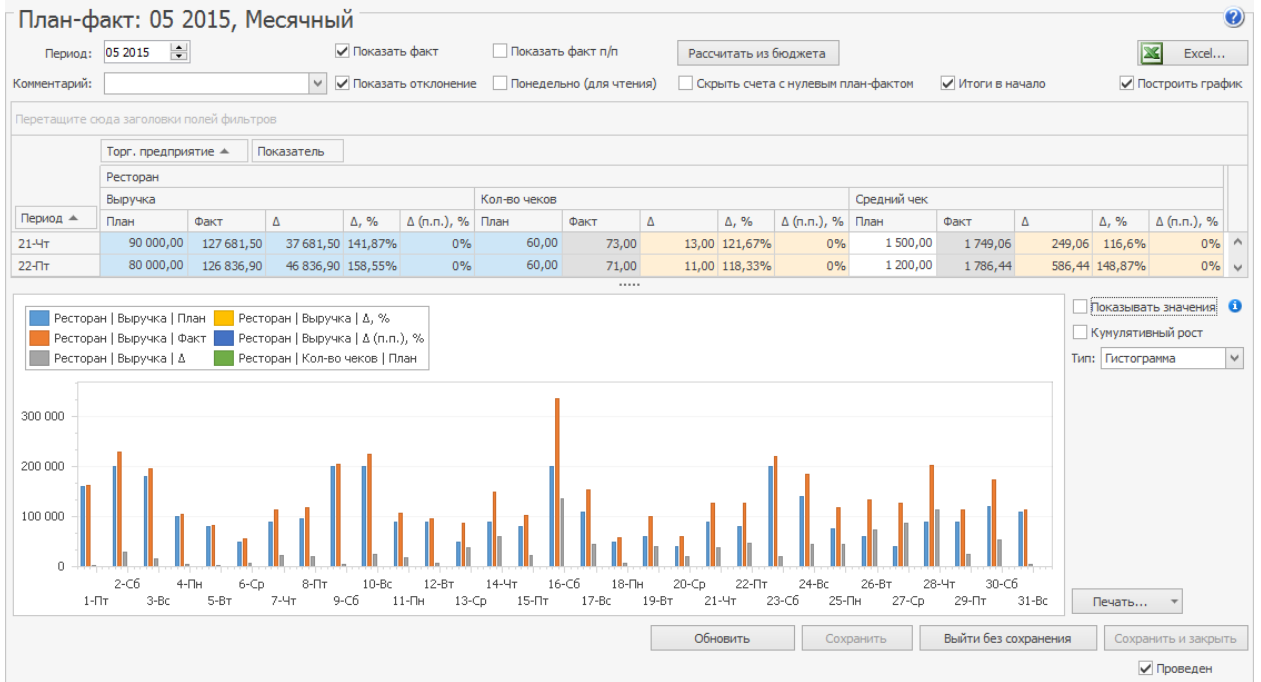 План-факт: 05 2015, Месячный
Период: 05 2015 Показать факт Показать факт п/п Рассчитать из бюджета Excel...
Комментарий: Показать отклонение Понедельно (для чтения) Скрыть счета с нулевым план-фактом Итоги в начало Построить график
Перетащите сюда заголовки полей фильтров
Торг. предприятие Показатель
Ресторан
Выручка Кол-во чеков Средний чек
Период План Факт Δ Δ, % Δ (п.п.), % План Факт Δ Δ, % Δ (п.п.), % План Факт Δ Δ, % Δ (п.п.), %
21-Чт 90 000,00 127 681,50 37 681,50 141,87% 0% 60,00 73,00 13,00 121,67% 0% 1 500,00 1 749,06 249,06 116,6% 0%
22-Пт 80 000,00 126 836,90 46 836,90 158,55% 0% 60,00 71,00 11,00 118,33% 0% 1 200,00 1 786,44 586,44 148,87% 0%
Ресторан | Выручка | План Ресторан | Выручка | Δ, %
Ресторан | Выручка | Факт Ресторан | Выручка | Δ (п.п.), %
Ресторан | Выручка | Δ Ресторан | Кол-во чеков | План
Показывать значения
Кумулятивный рост
Тип: Гистограмма
300 000
200 000
100 000
0
2-Сб 4-Пн 6-Ср 8-Пт 10-Вс 12-Вт 14-Чт 16-Сб 18-Пн 20-Ср 22-Пт 24-Вс 26-Вт 28-Чт 30-Сб
1-Пт 3-Вс 5-Вт 7-Чт 9-Сб 11-Пн 13-Ср 15-Пт 17-Вс 19-Вт 21-Чт 23-Сб 25-Пн 27-Ср 29-Пт 31-Вс
Печать...
Обновить Сохранить Выйти без сохранения Сохранить и закрыть
Проведен